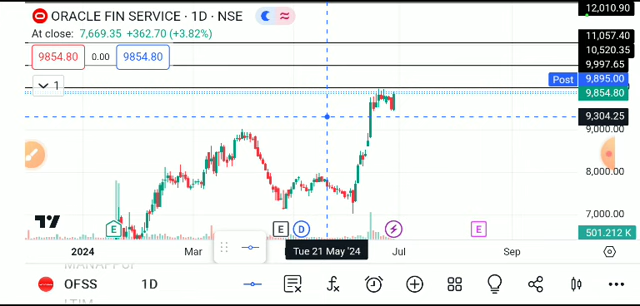 ORACLE FIN SERVICE · 1D · NSE
At close: 7,669.35 +362.70 (+3.82%)
9854.80 0.00 9854.80
1
12,010.90
11,057.40
10,520.35
9,997.65
Post 9,895.00
9,854.80
9,304.25
9,000.00
8,000.00
7,000.00
501.212 K
E E D E
2024 Mar Tue 21 May '24 Jul Sep
MANAPPUR
OFSS 1D
LTIM